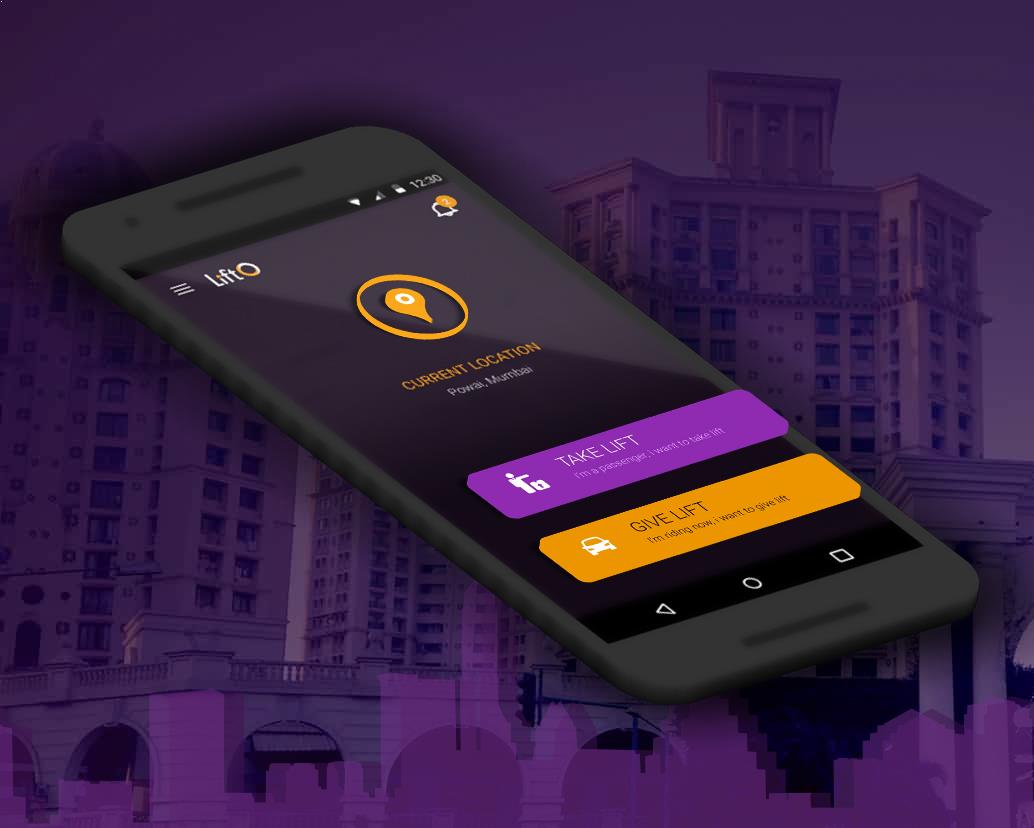 12:30
2
LiftO
CURRENT LOCATION
Powai, Mumbai
TAKE LIFT
I'm a passenger, i want to take lift
GIVE LIFT
I'm riding now, i want to give lift